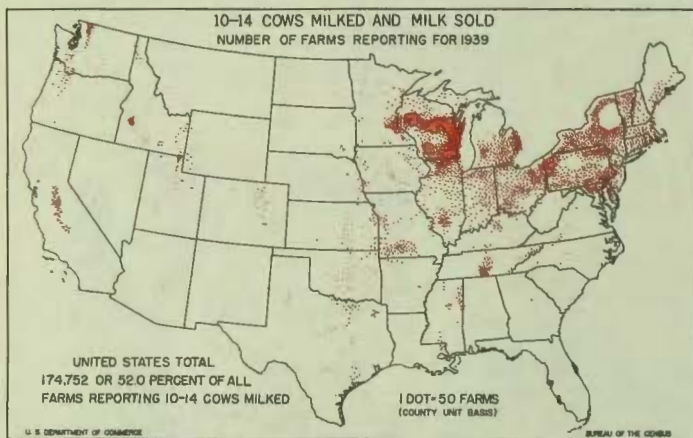 10-14 COWS MILKED AND MILK SOLD
NUMBER OF FARMS REPORTING FOR 1939
UNITED STATES TOTAL
174,752 OR 52.0 PERCENT OF ALL
FARMS REPORTING 10-14 COWS MILKED
1 DOT=50 FARMS
(COUNTY UNIT BASIS)
U. S. DEPARTMENT OF COMMERCE
BUREAU OF THE CENSUS